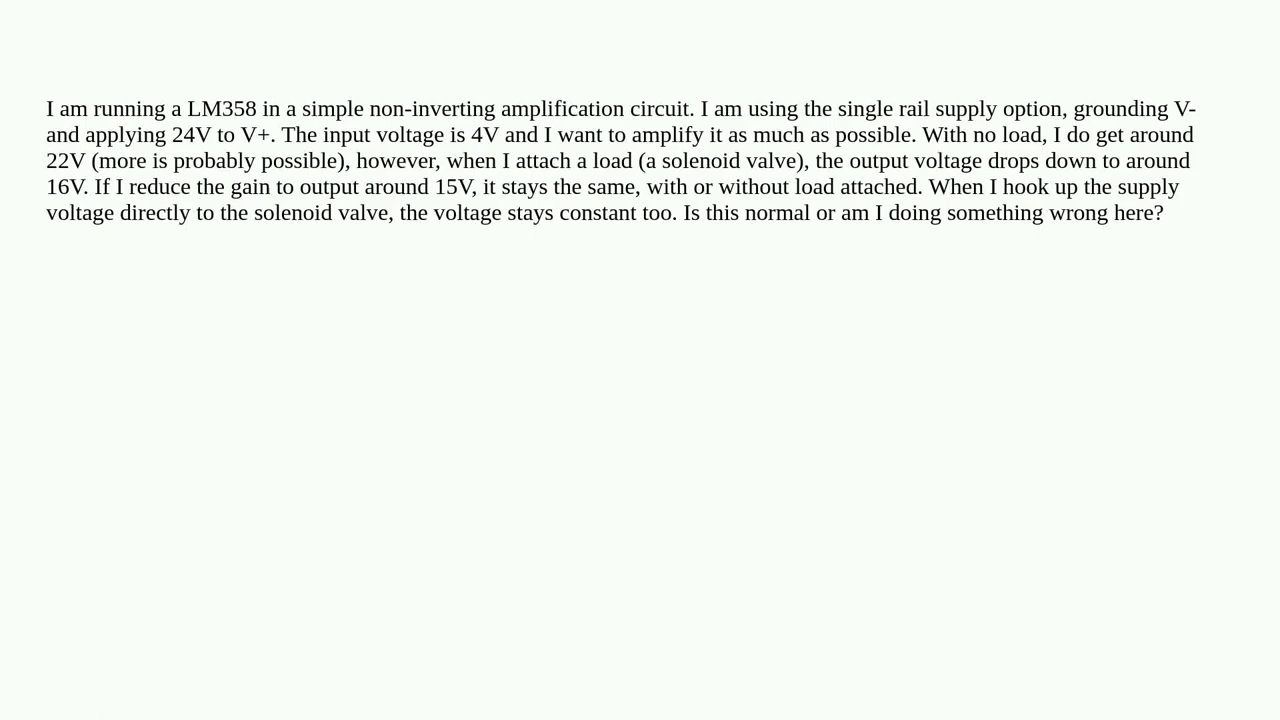 I am running a LM358 in a simple non-inverting amplification circuit. I am using the single rail supply option, grounding V-
and applying 24V to V+. The input voltage is 4V and I want to amplify it as much as possible. With no load, I do get around
22V (more is probably possible), however, when I attach a load (a solenoid valve), the output voltage drops down to around
16V. If I reduce the gain to output around 15V, it stays the same, with or without load attached. When I hook up the supply
voltage directly to the solenoid valve, the voltage stays constant too. Is this normal or am I doing something wrong here?